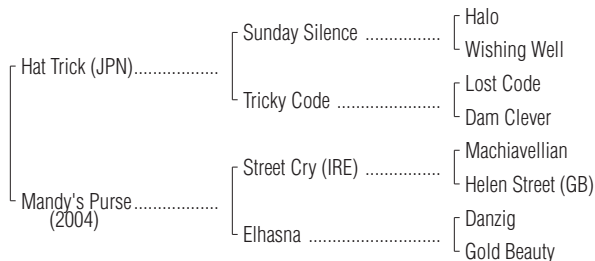 Halo
Sunday Silence ..................
Wishing Well
Hat Trick (JPN)..................
Lost Code
Tricky Code .....................
Dam Clever
Machiavellian
Street Cry (IRE) ................
Helen Street (GB)
Mandy's Purse..................
(2004)
Danzig
Elhasna ...........................
Gold Beauty